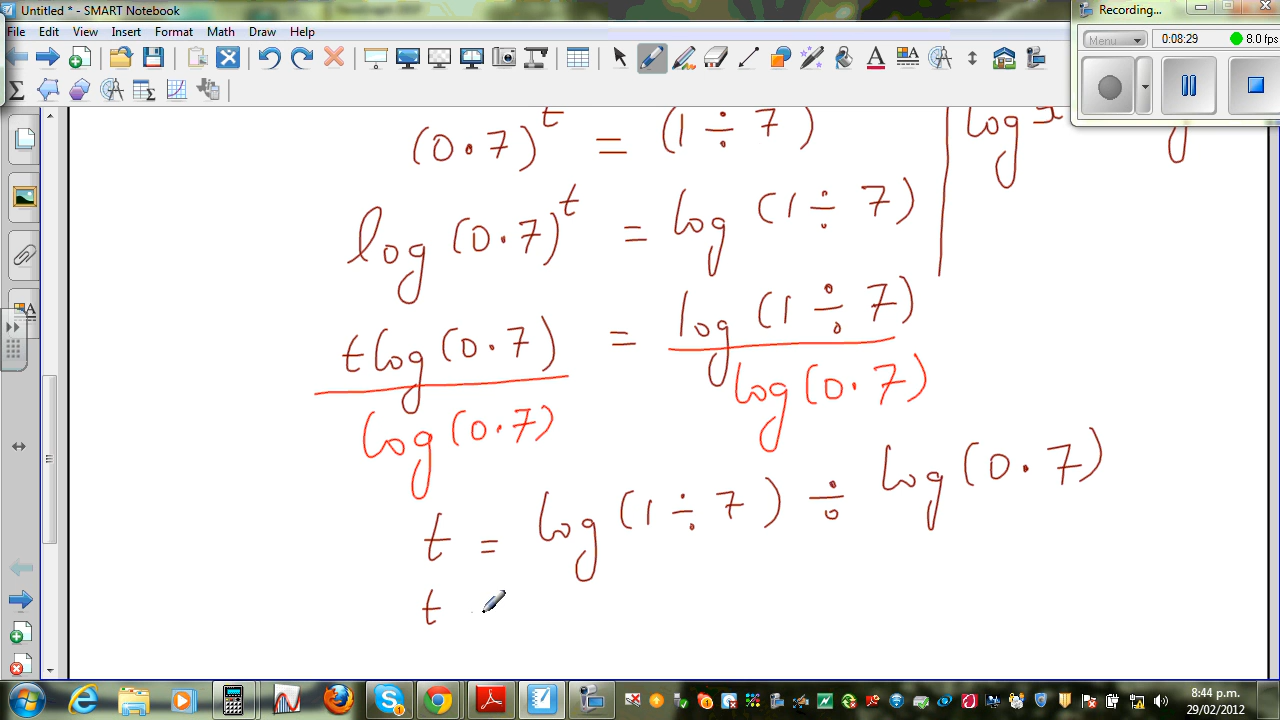 Untitled * - SMART Notebook
Recording...
File Edit View Insert Format Math Draw Help
Menu 0:08:29 8.0 fps
(0.7)^t = (1 ÷ 7)
log
log (0.7)^t = log (1 ÷ 7)
t log (0.7) = log (1 ÷ 7)
log (0.7) log (0.7)
t = log (1 ÷ 7) ÷ log (0.7)
t
8:44 p.m.
29/02/2012